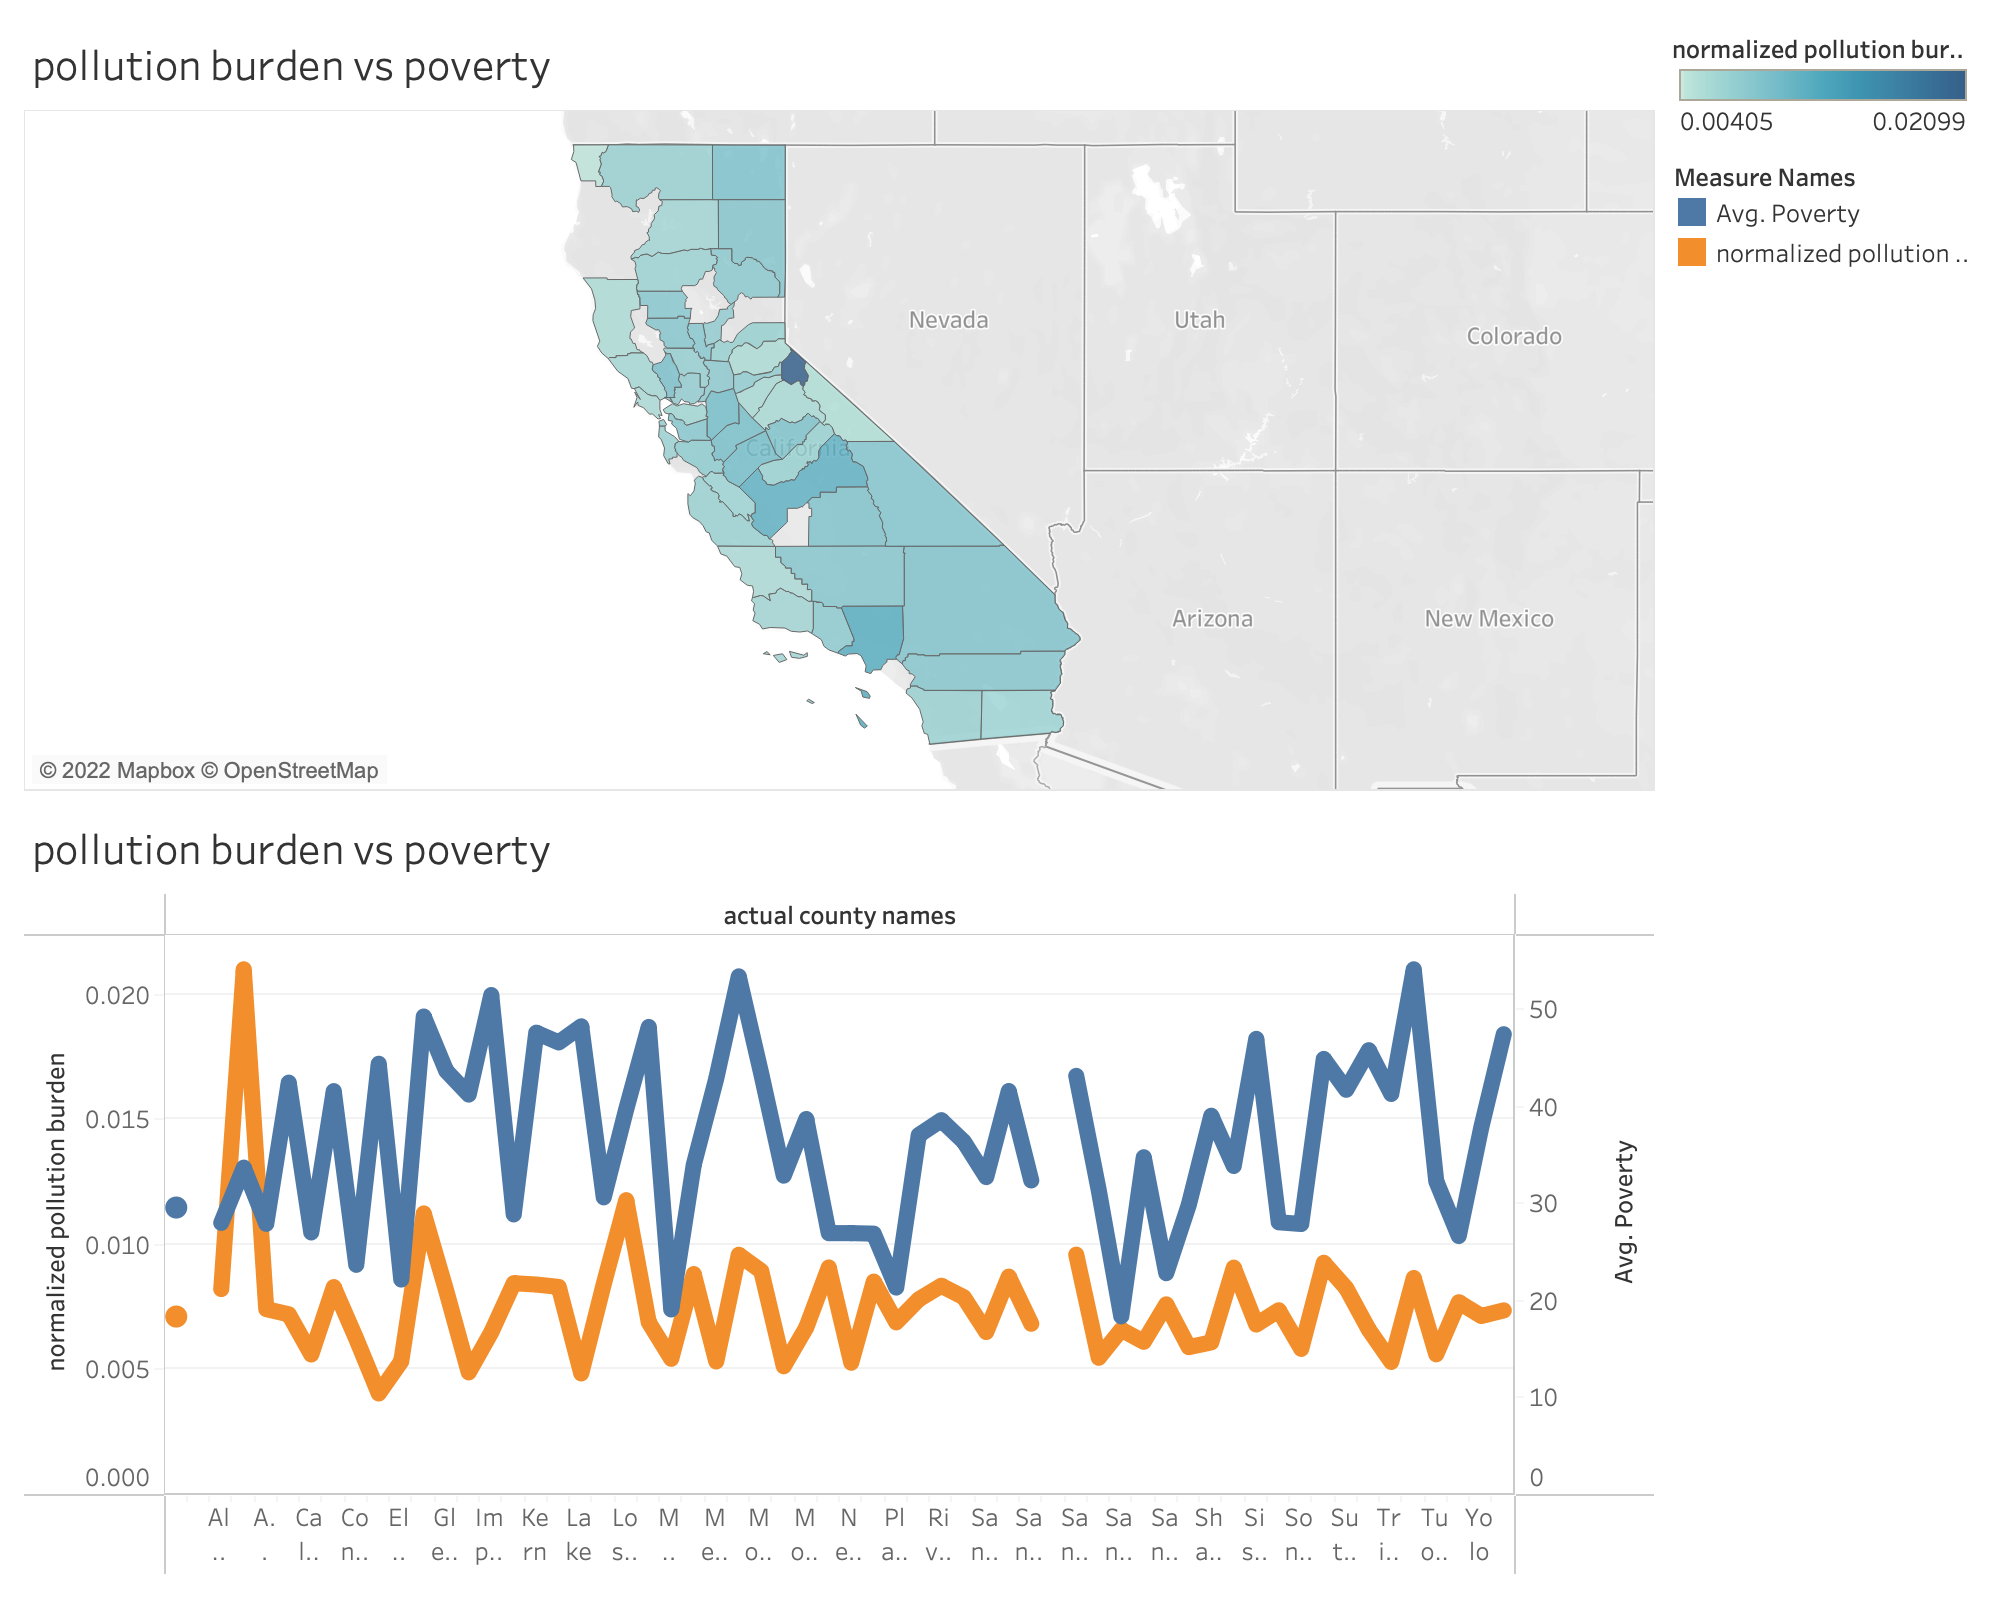 pollution burden vs poverty
normalized pollution bur..
0.00405 0.02099
Measure Names
Avg. Poverty
normalized pollution ..
Nevada
Utah
Colorado
California
Arizona
New Mexico
© 2022 Mapbox © OpenStreetMap
pollution burden vs poverty
actual county names
normalized pollution burden
0.020
0.015
0.010
0.005
0.000
50
40
30
20
10
0
Avg. Poverty
Al A. Ca Co El Gl Im Ke La Lo M M M M N Pl Ri Sa Sa Sa Sa Sa Sh Si So Su Tr Tu Yo
.. . l.. n.. .. e.. p.. rn ke s.. .. e.. o.. o.. e.. a.. v.. n.. n.. n.. n.. n.. a.. s.. n.. t.. i.. o.. lo